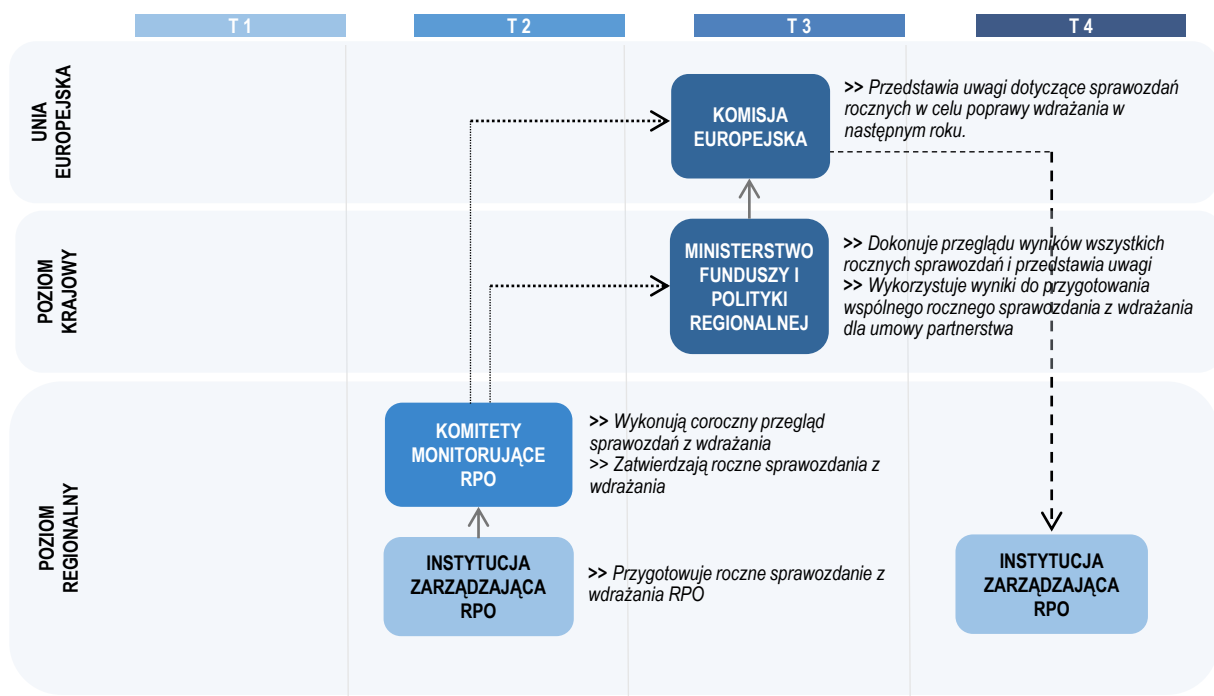 T 1
T 2
T 3
T 4
UNIA
EUROPEJSKA
KOMISJA
EUROPEJSKA
>> Przedstawia uwagi dotyczące sprawozdań
rocznych w celu poprawy wdrażania w
następnym roku.
POZIOM
KRAJOWY
MINISTERSTWO
FUNDUSZY I
POLITYKI
REGIONALNEJ
>> Dokonuje przeglądu wyników wszystkich
rocznych sprawozdań i przedstawia uwagi
>> Wykorzystuje wyniki do przygotowania
wspólnego rocznego sprawozdania z wdrażania
dla umowy partnerstwa
POZIOM
REGIONALNY
KOMITETY
MONITORUJĄCE
RPO
>> Wykonują coroczny przegląd
sprawozdań z wdrażania
>> Zatwierdzają roczne sprawozdania z
wdrażania
INSTYTUCJA
ZARZĄDZAJĄCA
RPO
>> Przygotowuje roczne sprawozdanie z
wdrażania RPO
INSTYTUCJA
ZARZĄDZAJĄCA
RPO